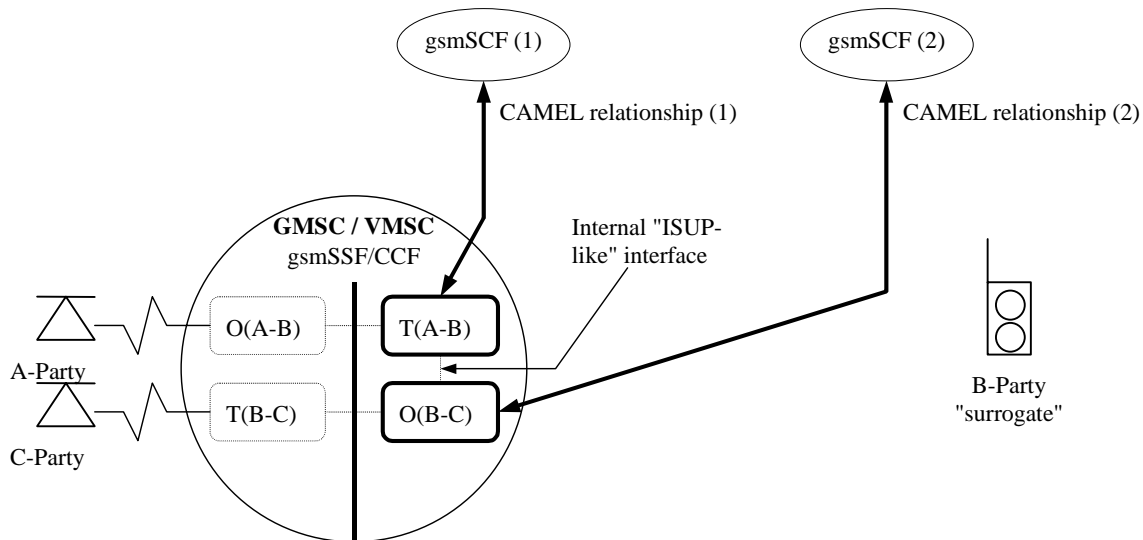 gsmSCF (1)
gsmSCF (2)
CAMEL relationship (1)
CAMEL relationship (2)
GMSC / VMSC
gsmSSF/CCF
Internal "ISUP-
like" interface
O(A-B)
T(A-B)
A-Party
T(B-C)
O(B-C)
C-Party
B-Party
"surrogate"